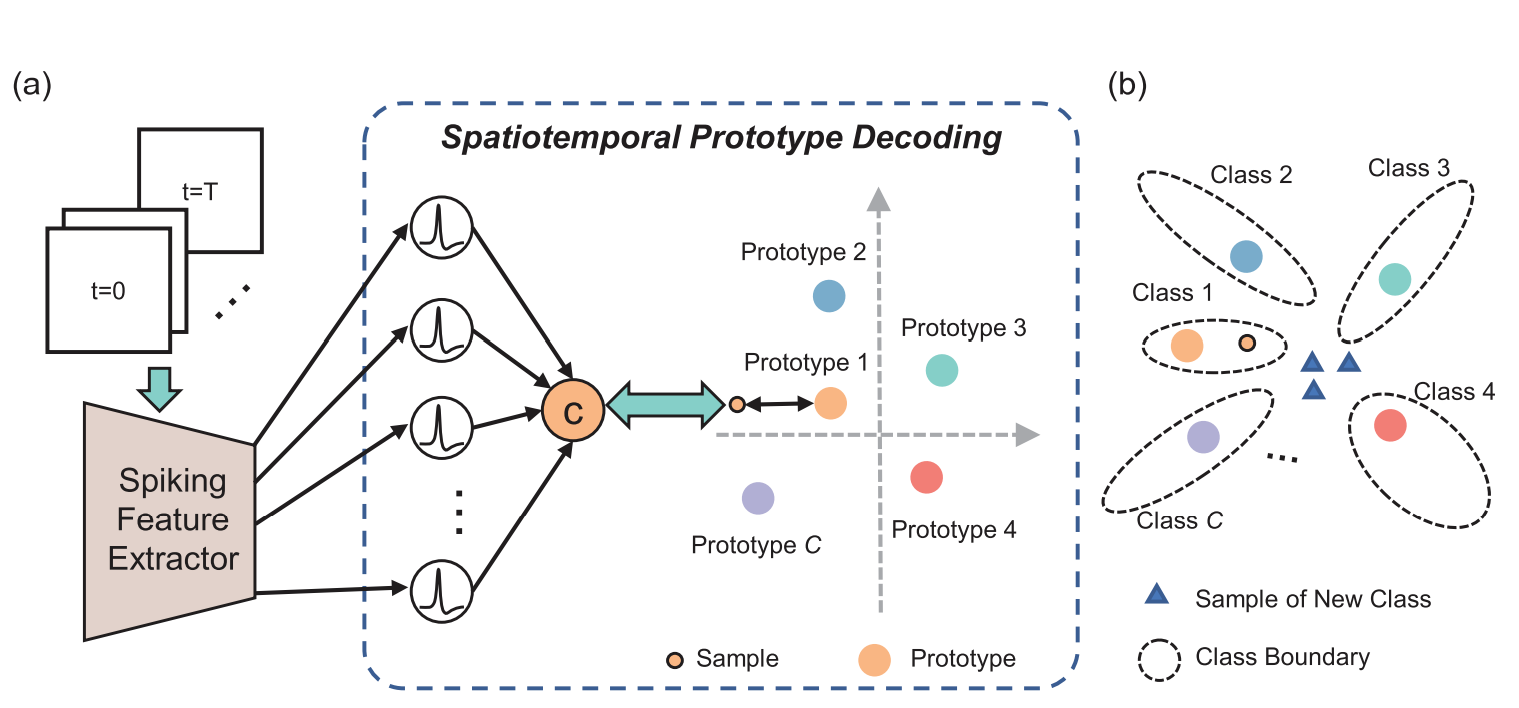 (a)
t=T
t=0
Spiking
Feature
Extractor
Spatiotemporal Prototype Decoding
C
Prototype 2
Prototype 3
Prototype 1
Prototype 4
Prototype C
Sample
Prototype
(b)
Class 2
Class 3
Class 1
Class 4
Class C
Sample of New Class
Class Boundary